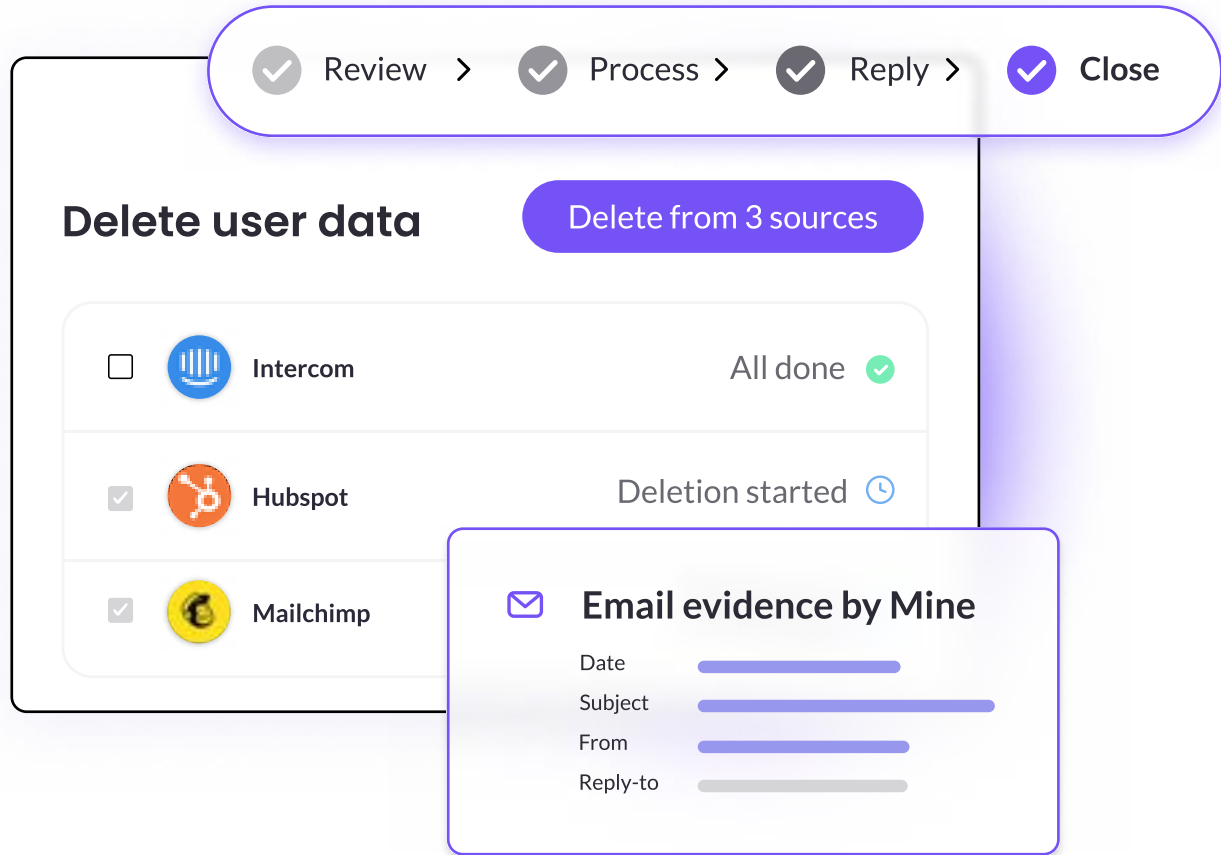 Review > Process > Reply > Close
Delete user data
Delete from 3 sources
Intercom
All done
Hubspot
Deletion started
Mailchimp
Email evidence by Mine
Date
Subject
From
Reply-to